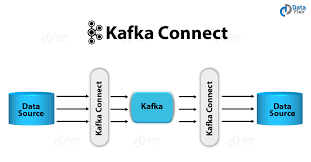 Data
Flair
Kafka Connect
Data
Source
Kafka Connect
Kafka
Kafka Connect
Data
Source